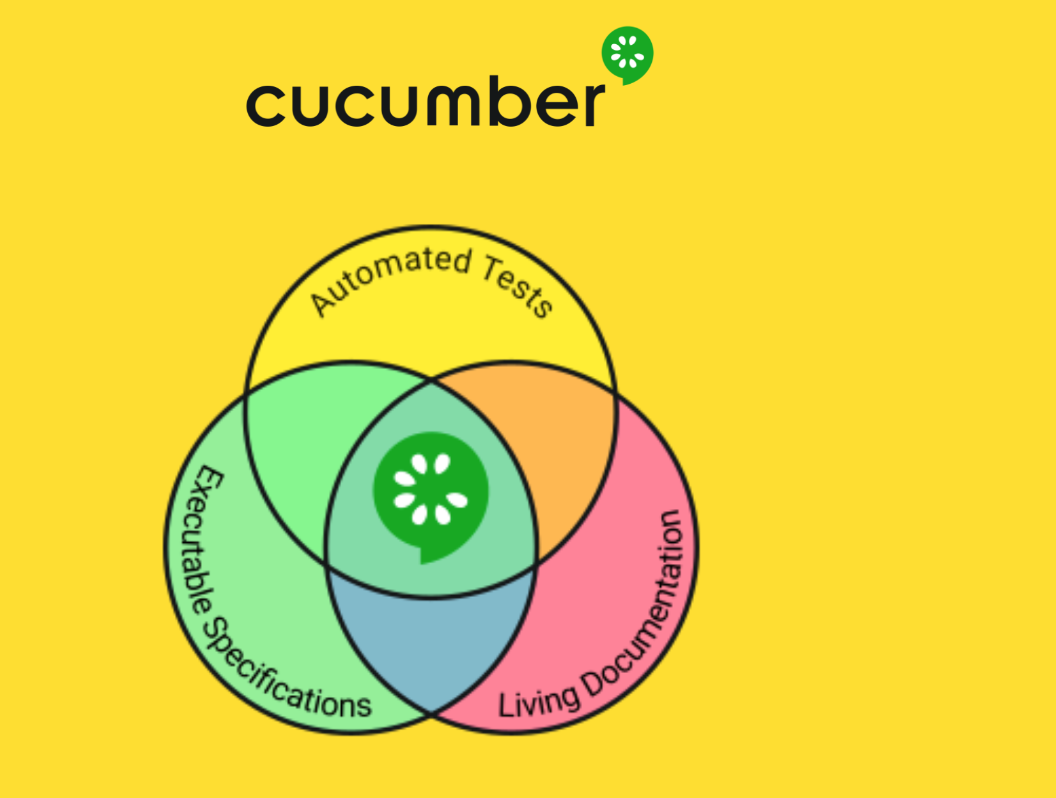 cucumber
Automated Tests
Executable Specifications
Living Documentation